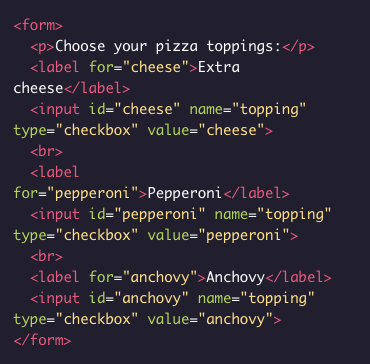 <form>
  <p>Choose your pizza toppings:</p>
  <label for="cheese">Extra
cheese</label>
  <input id="cheese" name="topping"
type="checkbox" value="cheese">
  <br>
  <label
for="pepperoni">Pepperoni</label>
  <input id="pepperoni" name="topping"
type="checkbox" value="pepperoni">
  <br>
  <label for="anchovy">Anchovy</label>
  <input id="anchovy" name="topping"
type="checkbox" value="anchovy">
</form>